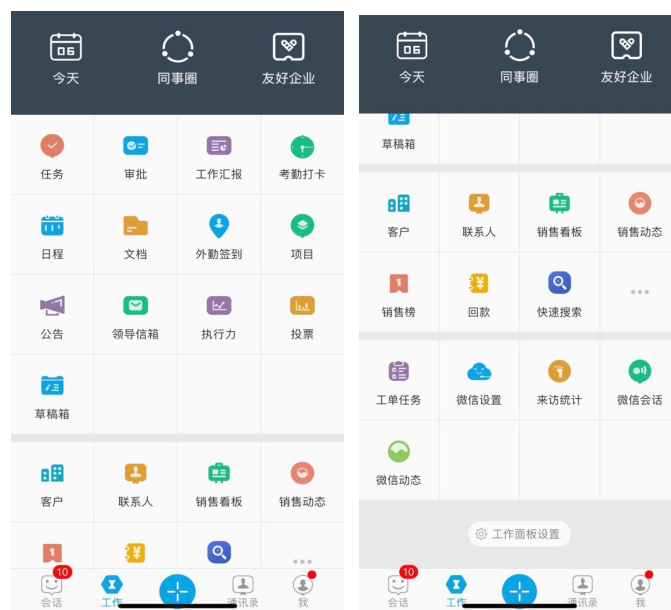 06
今天
同事圈
友好企业
任务
审批
工作汇报
考勤打卡
日程
文档
外勤签到
项目
公告
领导信箱
执行力
投票
草稿箱
客户
联系人
销售看板
销售动态
10
会话
工作
通讯录
我
06
今天
同事圈
友好企业
草稿箱
客户
联系人
销售看板
销售动态
销售榜
回款
快速搜索
工单任务
微信设置
来访统计
微信会话
微信动态
工作面板设置
10
会话
工作
通讯录
我